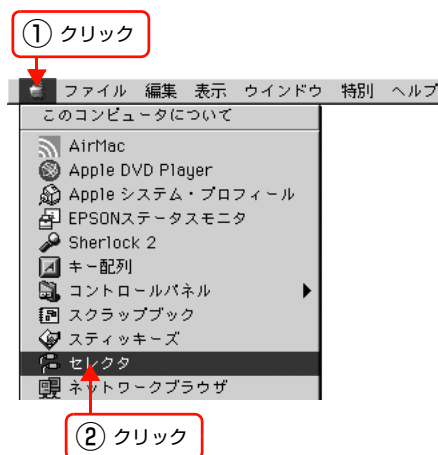 ① クリック
ファイル 編集 表示 ウインドウ 特別 ヘルプ
このコンピュータについて
AirMac
Apple DVD Player
Apple システム・プロフィール
EPSONステータスモニタ
Sherlock 2
キー配列
コントロールパネル
スクラップブック
スティッキーズ
セレクタ
ネットワークブラウザ
② クリック